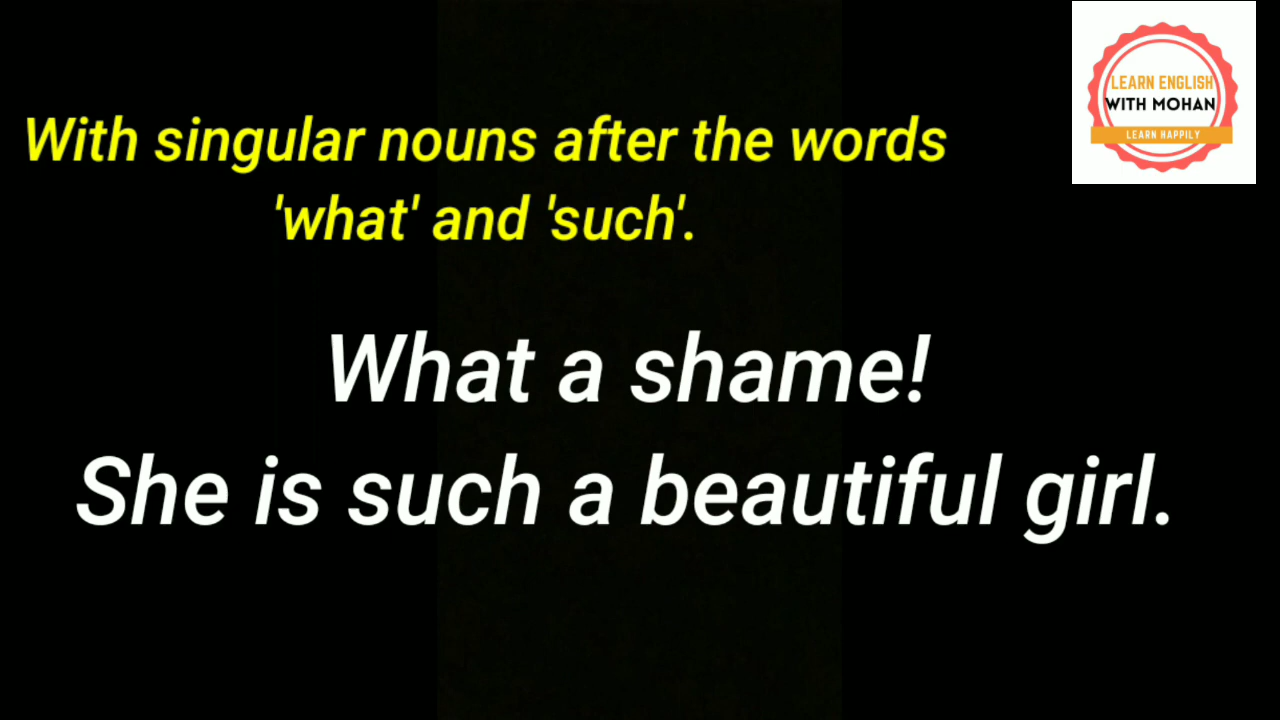 LEARN ENGLISH
WITH MOHAN
LEARN HAPPILY
With singular nouns after the words
'what' and 'such'.
What a shame!
She is such a beautiful girl.